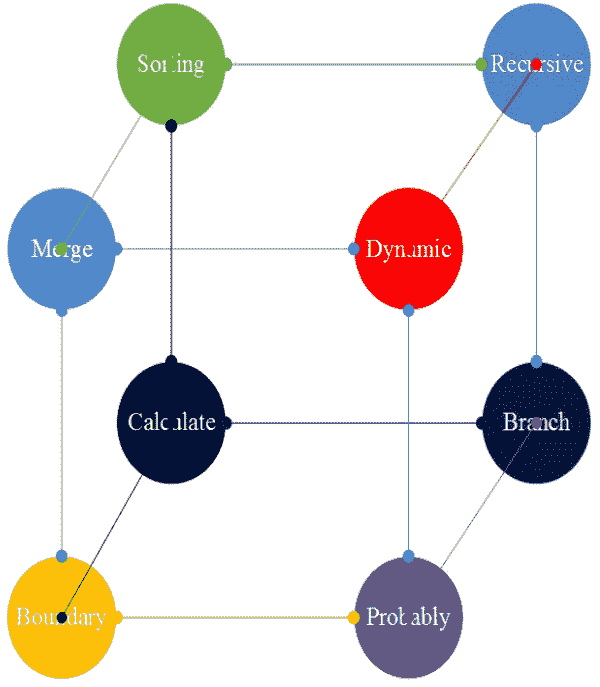 Sorting
Recursive
Merge
Dynamic
Calculate
Branch
Boundary
Probably